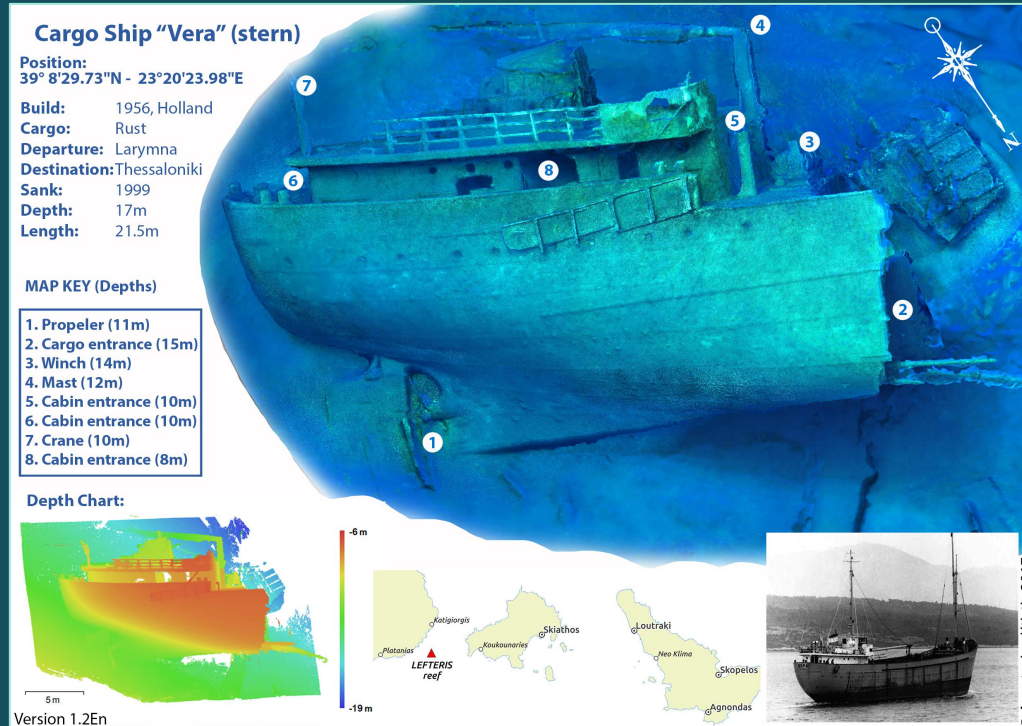 Cargo Ship “Vera” (stern)
Position:
39° 8'29.73"N - 23°20'23.98"E
Build: 1956, Holland
Cargo: Rust
Departure: Larymna
Destination: Thessaloniki
Sank: 1999
Depth: 17m
Length: 21.5m
MAP KEY (Depths)
1. Propeler (11m)
2. Cargo entrance (15m)
3. Winch (14m)
4. Mast (12m)
5. Cabin entrance (10m)
6. Cabin entrance (10m)
7. Crane (10m)
8. Cabin entrance (8m)
4
7
5
3
8
6
2
1
N
Depth Chart:
-6 m
-19 m
5 m
Version 1.2En
Katigiorgis
Platanias
LEFTERIS
reef
Koukounaries
Skiathos
Loutraki
Neo Klima
Skopelos
Agnondas